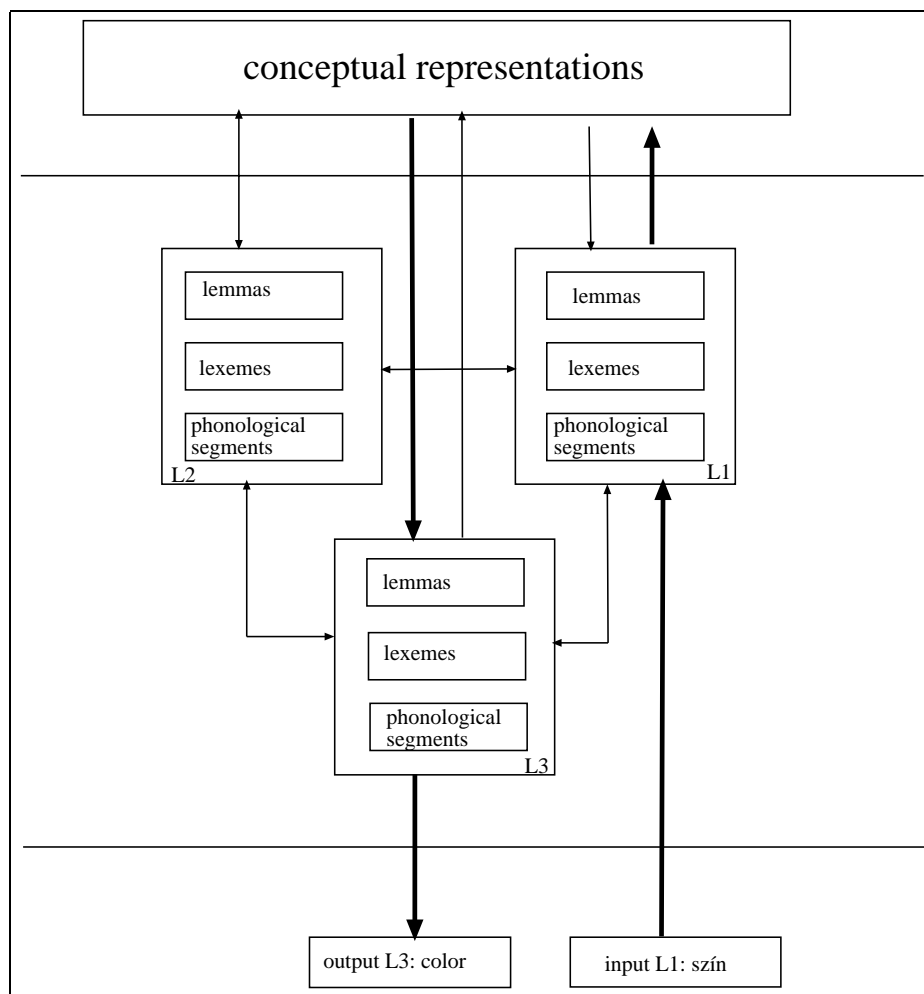 conceptual representations
lemmas
lexemes
phonological
segments
L2
lemmas
lexemes
phonological
segments
L1
lemmas
lexemes
phonological
segments
L3
output L3: color
input L1: szín